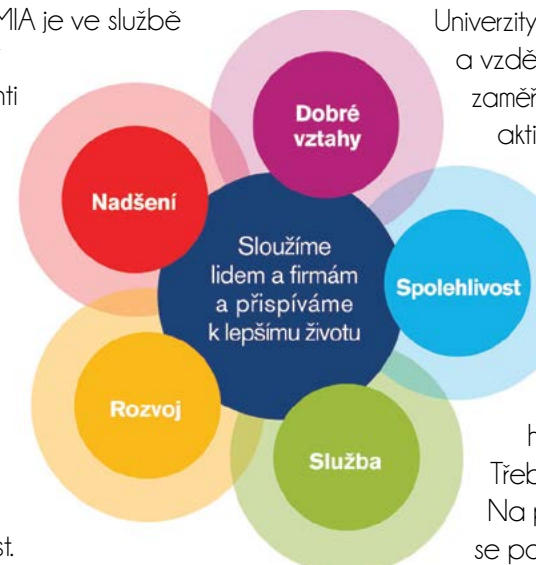 MIA je ve službě
nti
st.
Dobré
vztahy
Nadšení
Sloužíme
lidem a firmám
a přispíváme
k lepšímu životu
Spolehlivost
Rozvoj
Služba
Univerzity
a vzdě
zaměř
akti
h
Třeb
Na p
se po